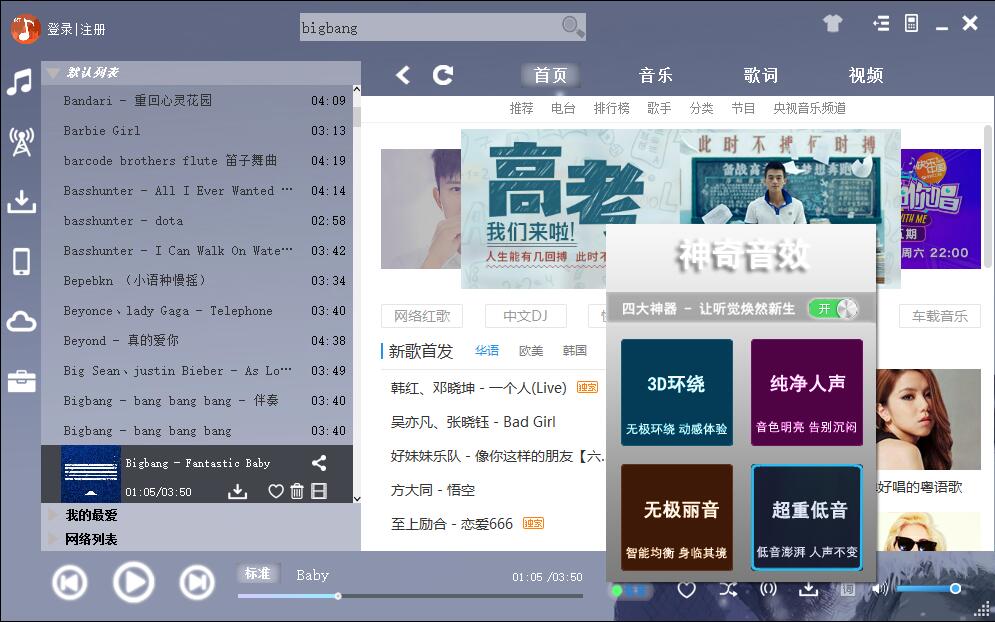 登录|注册
bigbang
默认列表
Bandari - 重回心灵花园 04:09
Barbie Girl 03:13
barcode brothers flute 笛子舞曲 04:19
Basshunter - All I Ever Wanted ··· 04:14
basshunter - dota 02:58
Basshunter - I Can Walk On Wate··· 03:42
Bepebkn （小语种慢摇） 03:34
Beyonce、lady Gaga - Telephone 03:40
Beyond - 真的爱你 04:38
Big Sean、justin Bieber - As Lo··· 03:49
Bigbang - bang bang bang - 伴奏 03:40
Bigbang - bang bang bang 03:40
Bigbang - Fantastic Baby
01:05/03:50
我的最爱
网络列表
首页 音乐 歌词 视频
推荐 电台 排行榜 歌手 分类 节目 央视音乐频道
高考
我们来啦!
人生能有几回搏 此时不
此时不搏何时搏
快乐中国
WITH ME
期
周六 22:00
网络红歌 中文DJ 车载音乐
新歌首发 华语 欧美 韩国
韩红、邓晓坤 - 一个人(Live) 独家
吴亦凡、张晓钰 - Bad Girl
好妹妹乐队 - 像你这样的朋友【六..
方大同 - 悟空
至上励合 - 恋爱666 独家
好唱的粤语歌
神奇音效
四大神器 - 让听觉焕然新生 开
3D环绕
无极环绕 动感体验
纯净人声
音色明亮 告别沉闷
无极丽音
智能均衡 身临其境
超重低音
低音澎湃 人声不变
标准 Baby 01:05 /03:50
词